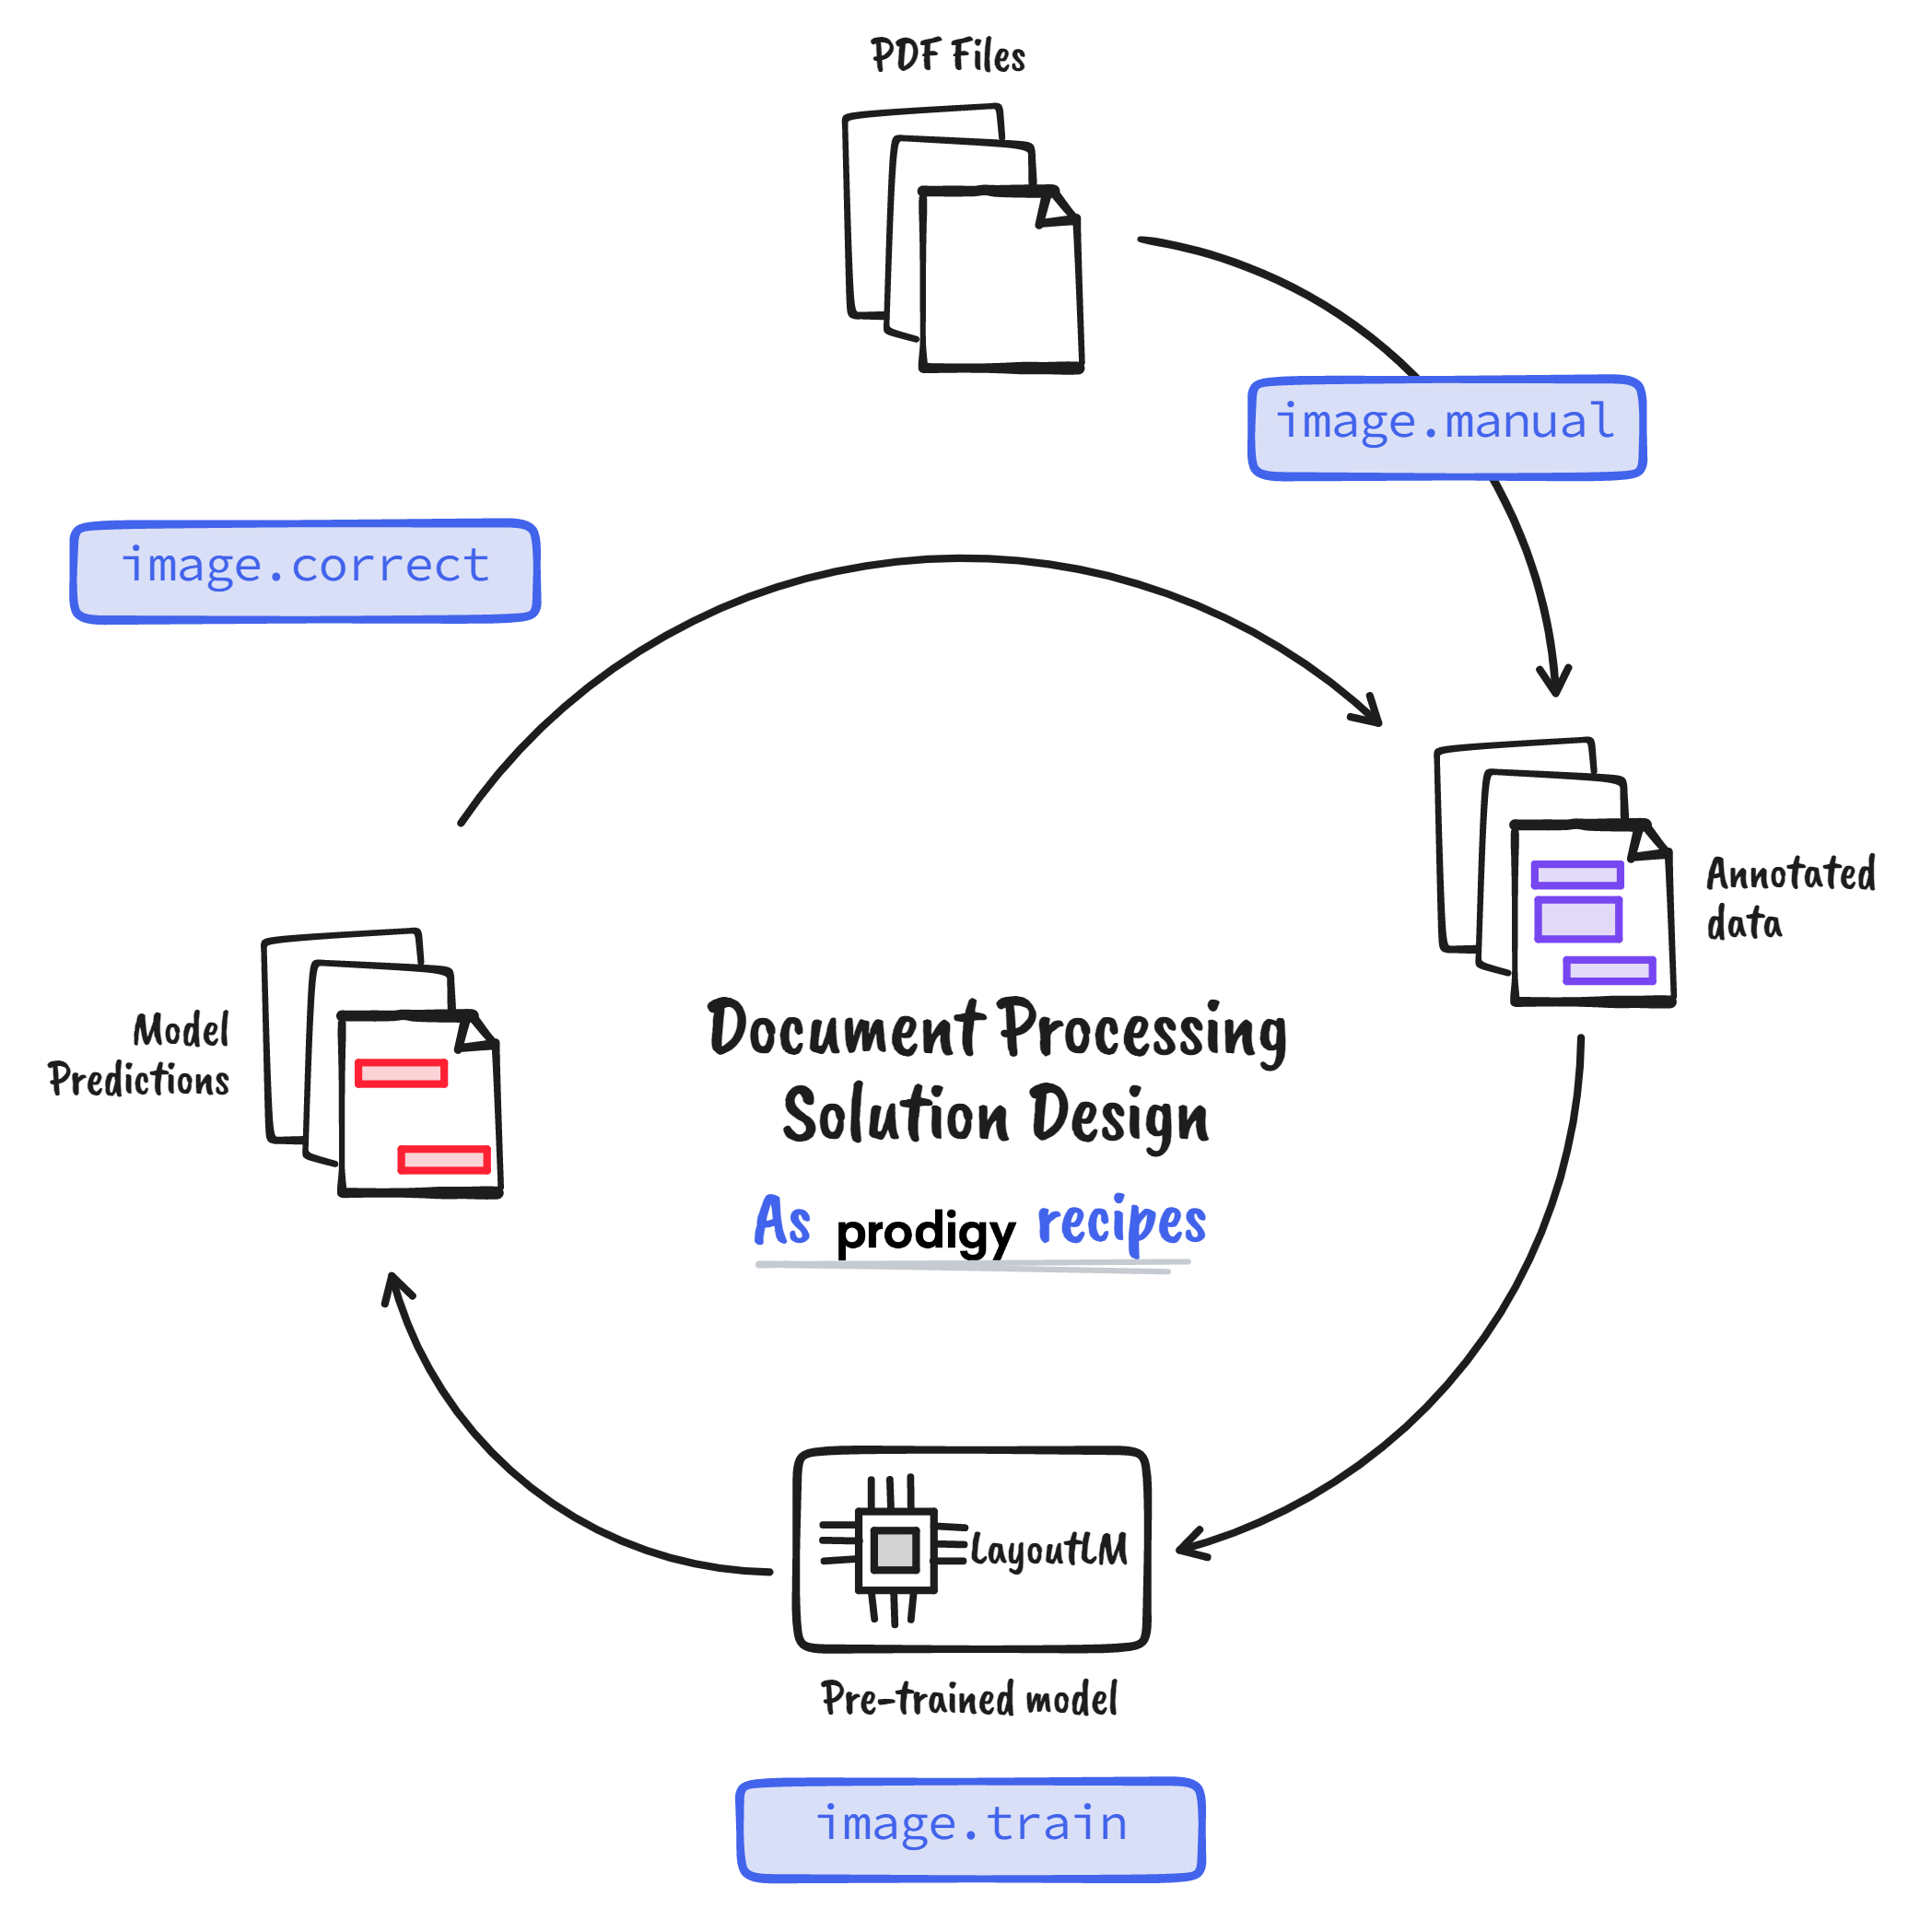 PDF Files
image.manual
image.correct
Annotated
data
Model
Predictions
Document Processing
Solution Design
As prodigy recipes
LayoutLM
Pre-trained model
image.train